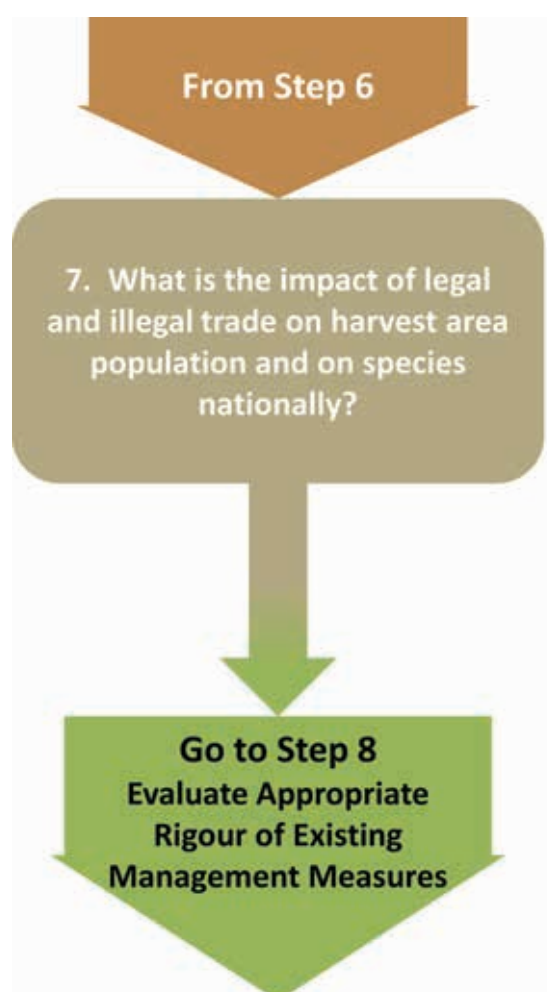 From Step 6
7. What is the impact of legal
and illegal trade on harvest area
population and on species
nationally?
Go to Step 8
Evaluate Appropriate
Rigour of Existing
Management Measures